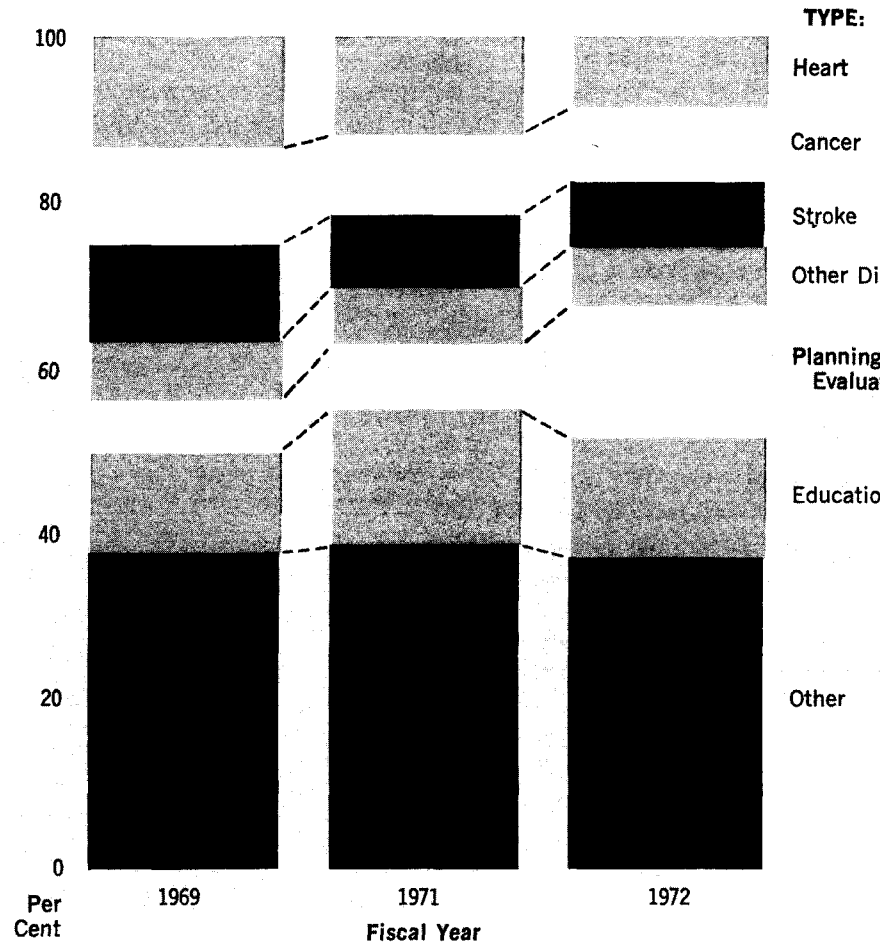 TYPE:
100
Heart
Cancer
80
Stroke
Other Di
60
Planning
Evalua
Educatio
40
20
Other
0
1969
1971
1972
Per
Cent
Fiscal Year